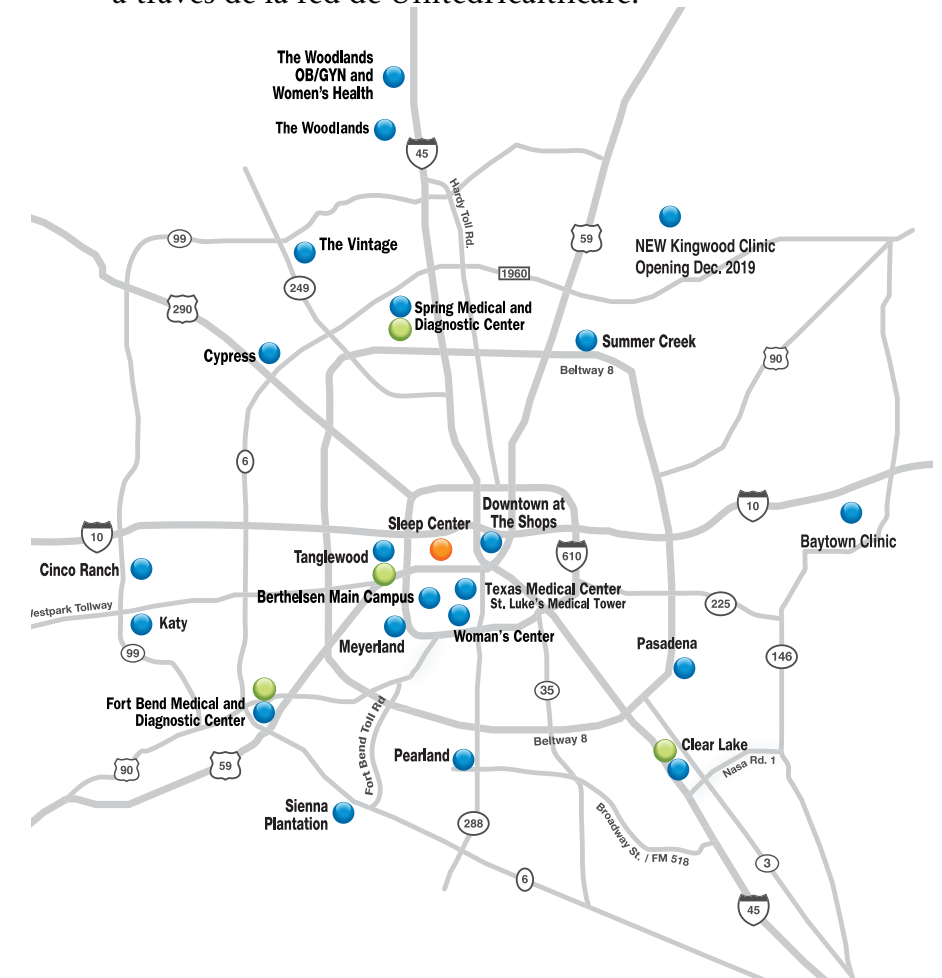 a través de la red de UnitedHealthcare.
The Woodlands
OB/GYN and
Women's Health
The Woodlands
45
Hardy Toll Rd.
59
NEW Kingwood Clinic
Opening Dec. 2019
99
The Vintage
249
1960
290
Spring Medical and
Diagnostic Center
Cypress
Summer Creek
Beltway 8
90
6
Downtown at
The Shops
Sleep Center
10
10
Tanglewood
610
Baytown Clinic
Cinco Ranch
Berthelsen Main Campus
Texas Medical Center
St. Luke's Medical Tower
225
Westpark Tollway
Katy
Meyerland
Woman's Center
Pasadena
99
146
35
Fort Bend Medical and
Diagnostic Center
Fort Bend Toll Rd
Beltway 8
Clear Lake
Pearland
Nasa Rd. 1
90
59
Sienna
Plantation
288
Broadway St. / FM 518
3
6
45